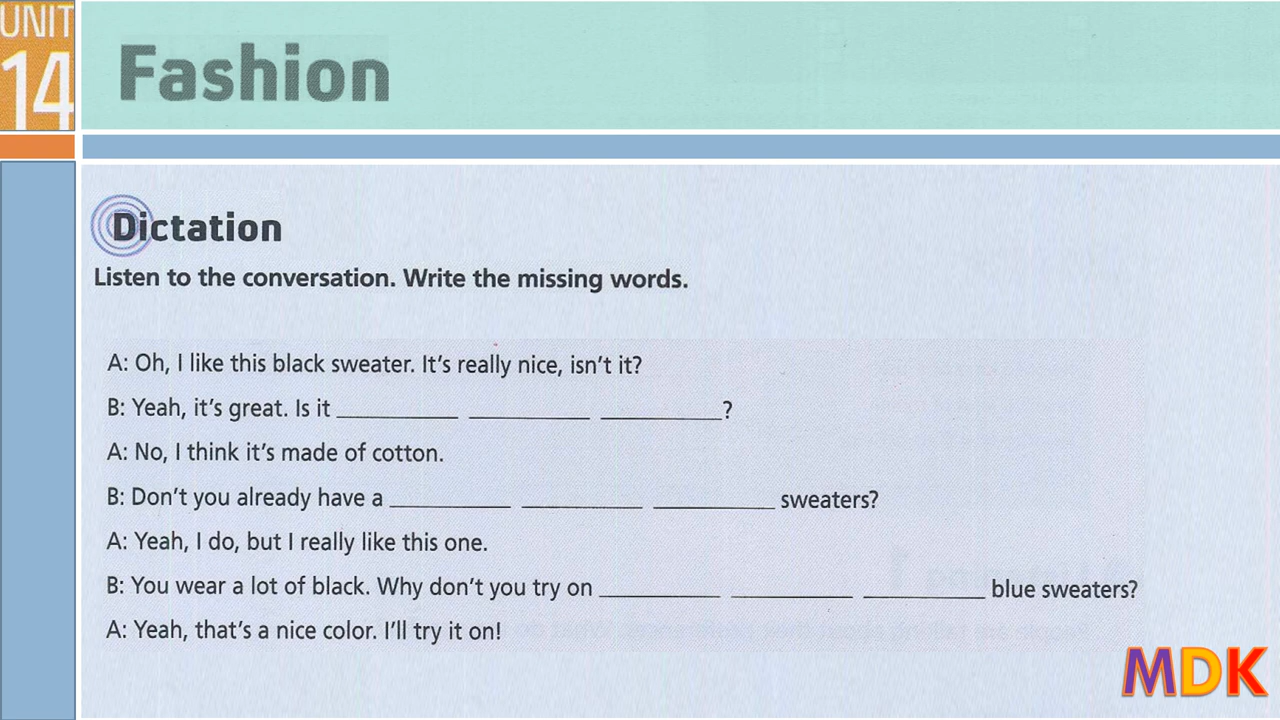 UNIT
14
Fashion
Dictation
Listen to the conversation. Write the missing words.
A: Oh, I like this black sweater. It's really nice, isn't it?
B: Yeah, it's great. Is it __________ __________ __________?
A: No, I think it's made of cotton.
B: Don't you already have a __________ __________ __________ sweaters?
A: Yeah, I do, but I really like this one.
B: You wear a lot of black. Why don't you try on __________ __________ __________ blue sweaters?
A: Yeah, that's a nice color. I'll try it on!
MDK